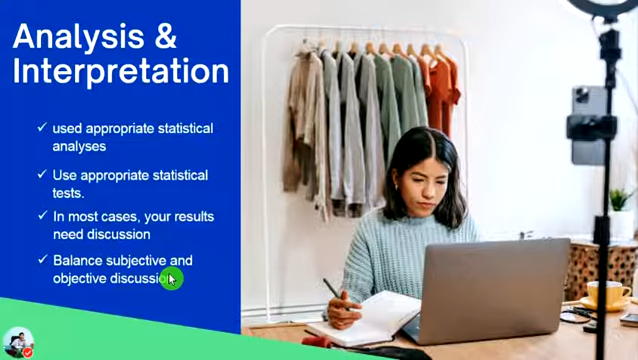 Analysis &
Interpretation
✓ used appropriate statistical
analyses
✓ Use appropriate statistical
tests.
✓ In most cases, your results
need discussion
✓ Balance subjective and
objective discussion